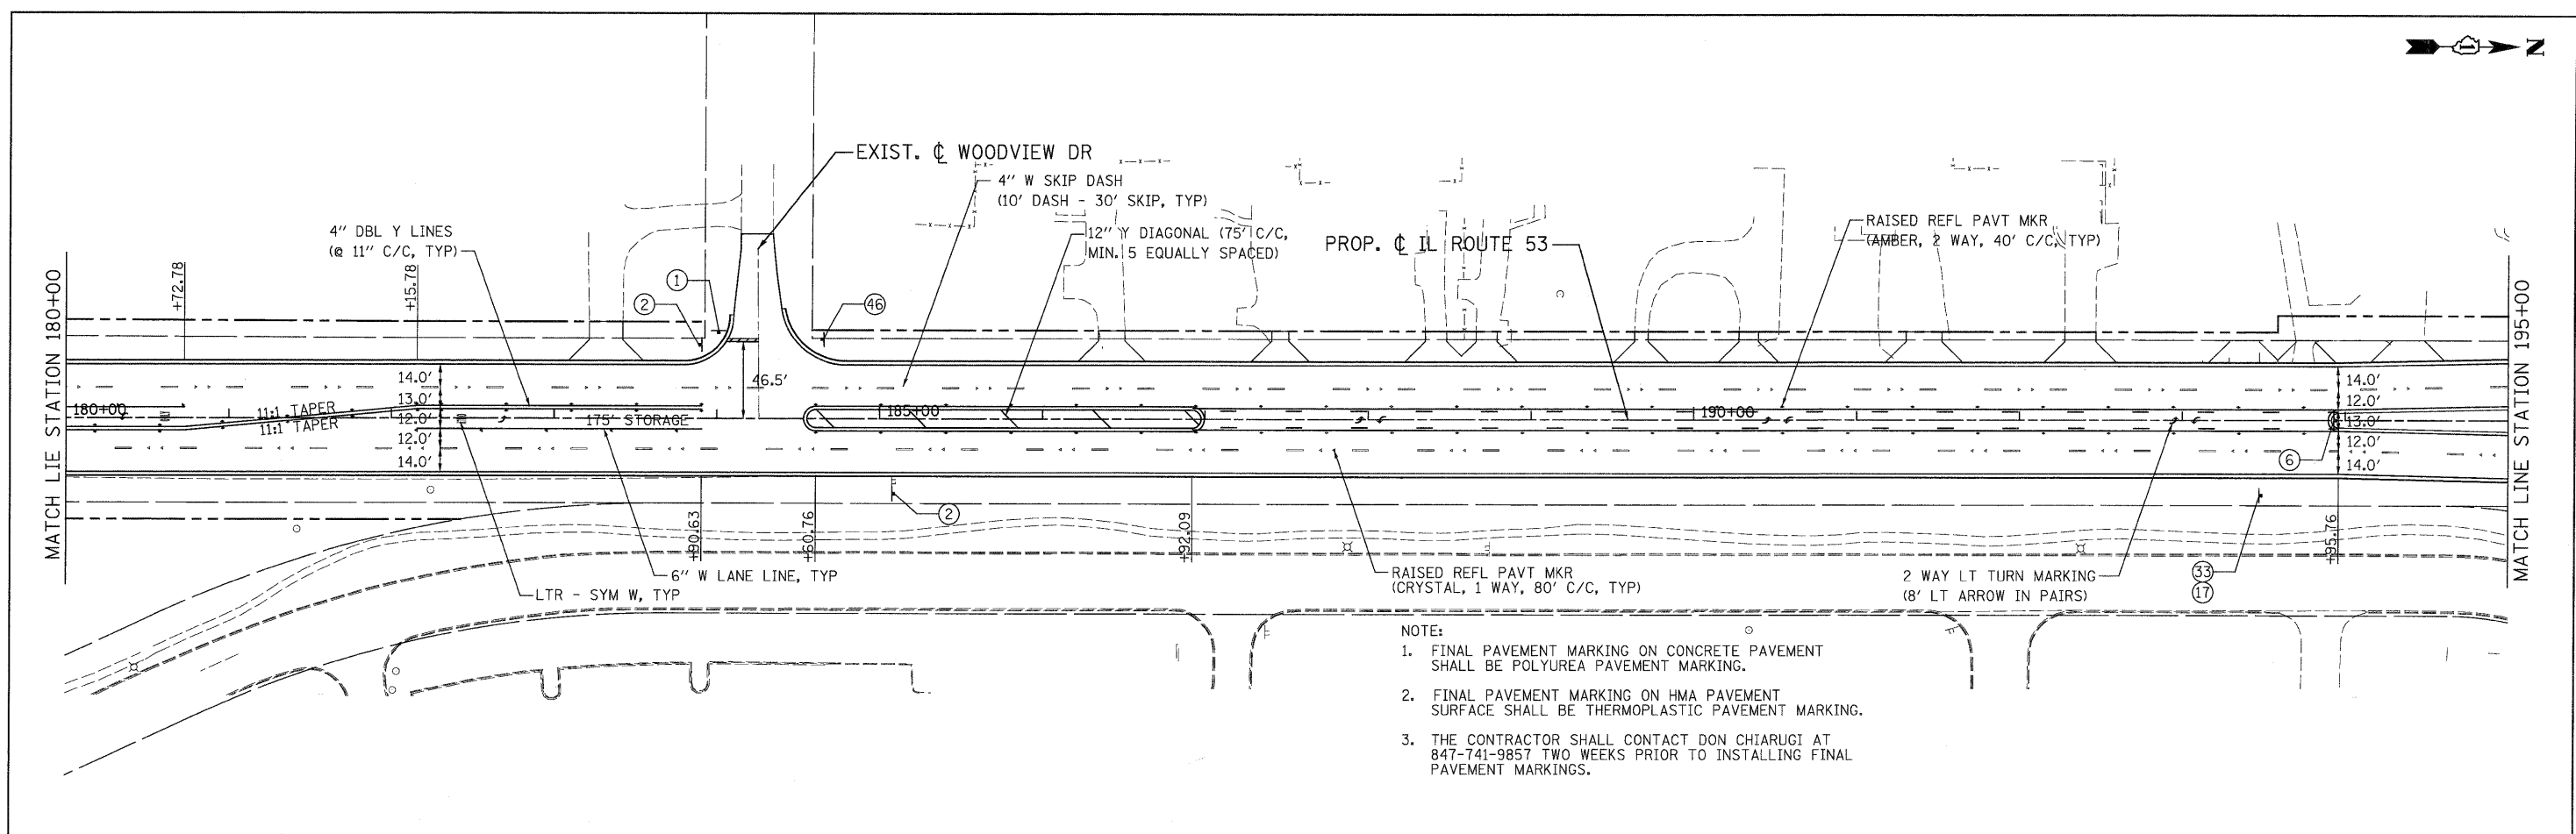 N
EXIST. ℄ WOODVIEW DR
4" W SKIP DASH
(10' DASH - 30' SKIP, TYP)
4" DBL Y LINES
(@ 11" C/C, TYP)
12" Y DIAGONAL (75' C/C,
MIN. 5 EQUALLY SPACED)
PROP. ℄ IL ROUTE 53
RAISED REFL PAVT MKR
(AMBER, 2 WAY, 40' C/C, TYP)
MATCH LIE STATION 180+00
+72.78
+15.78
1
2
46
14.0'
13.0'
12.0'
12.0'
14.0'
46.5'
180+00
11:1 TAPER
11:1 TAPER
175' STORAGE
185+00
190+00
14.0'
12.0'
13.0'
12.0'
14.0'
6
MATCH LINE STATION 195+00
2
+90.63
+60.76
+92.09
+95.76
6" W LANE LINE, TYP
LTR - SYM W, TYP
RAISED REFL PAVT MKR
(CRYSTAL, 1 WAY, 80' C/C, TYP)
2 WAY LT TURN MARKING
(8' LT ARROW IN PAIRS)
33
17
NOTE:
1. FINAL PAVEMENT MARKING ON CONCRETE PAVEMENT
SHALL BE POLYUREA PAVEMENT MARKING.
2. FINAL PAVEMENT MARKING ON HMA PAVEMENT
SURFACE SHALL BE THERMOPLASTIC PAVEMENT MARKING.
3. THE CONTRACTOR SHALL CONTACT DON CHIARUGI AT
847-741-9857 TWO WEEKS PRIOR TO INSTALLING FINAL
PAVEMENT MARKINGS.